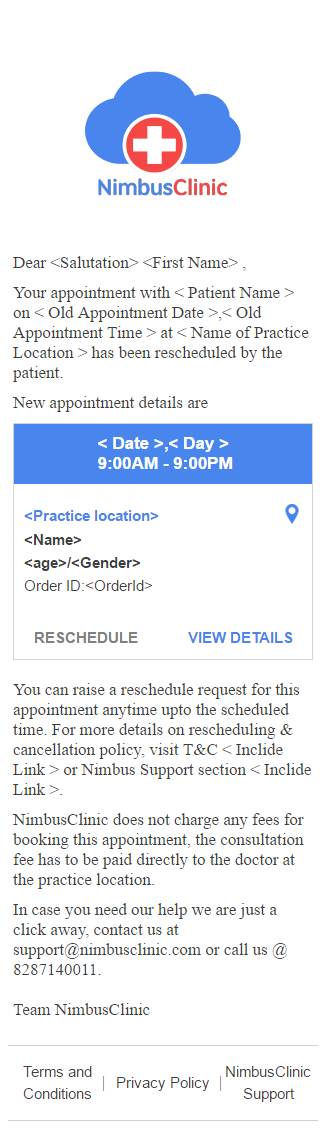 NimbusClinic
Dear <Salutation> <First Name> ,
Your appointment with < Patient Name >
on < Old Appointment Date >,< Old
Appointment Time > at < Name of Practice
Location > has been rescheduled by the
patient.
New appointment details are
< Date >,< Day >
9:00AM - 9:00PM
<Practice location>
<Name>
<age>/<Gender>
Order ID:<OrderId>
RESCHEDULE VIEW DETAILS
You can raise a reschedule request for this
appointment anytime upto the scheduled
time. For more details on rescheduling &
cancellation policy, visit T&C < Inclide
Link > or Nimbus Support section < Inclide
Link >.
NimbusClinic does not charge any fees for
booking this appointment, the consultation
fee has to be paid directly to the doctor at
the practice location.
In case you need our help we are just a
click away, contact us at
support@nimbusclinic.com or call us @
8287140011.
Team NimbusClinic
Terms and
Conditions
| Privacy Policy |
NimbusClinic
Support